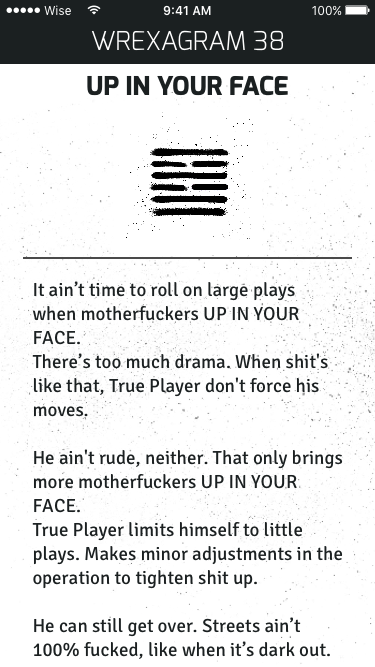 ●●●●● Wise 9:41 AM 100%
WREXAGRAM 38
UP IN YOUR FACE
It ain’t time to roll on large plays
when motherfuckers UP IN YOUR
FACE.
There’s too much drama. When shit's
like that, True Player don't force his
moves.
He ain't rude, neither. That only brings
more motherfuckers UP IN YOUR
FACE.
True Player limits himself to little
plays. Makes minor adjustments in the
operation to tighten shit up.
He can still get over. Streets ain’t
100% fucked, like when it’s dark out.